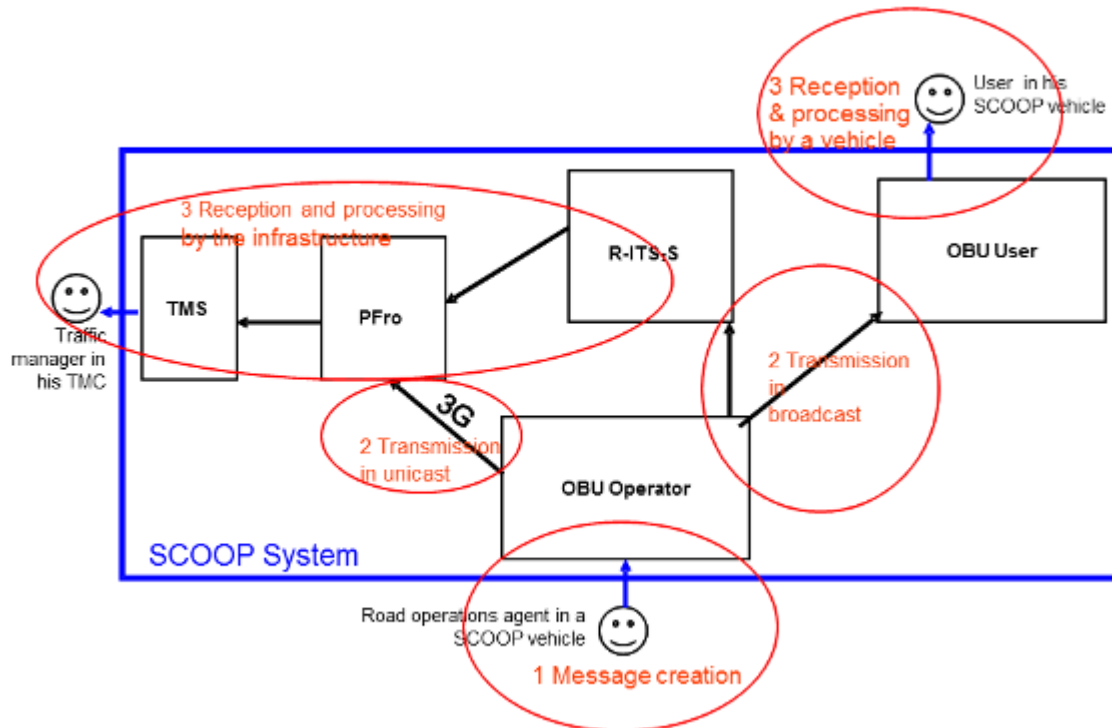 3 Reception
& processing
by a vehicle
User in his
SCOOP vehicle
3 Reception and processing
by the infrastructure
R-ITS-S
OBU User
TMS
PFro
Traffic
manager in
his TMC
2 Transmission
in
broadcast
3G
2 Transmission
in unicast
OBU Operator
SCOOP System
Road operations agent in a
SCOOP vehicle
1 Message creation